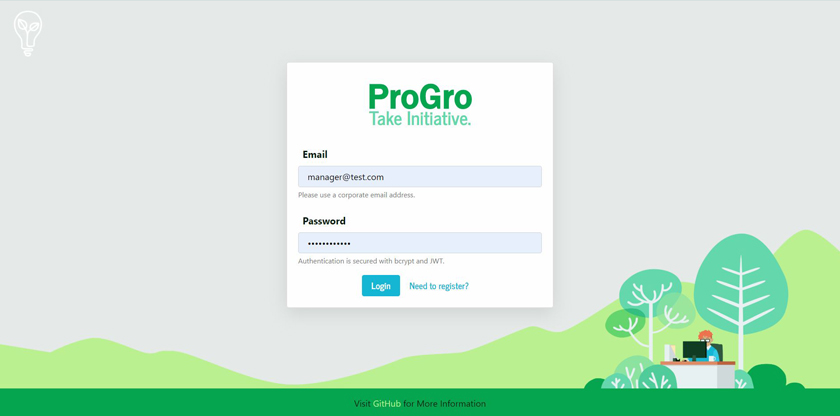 ProGro
Take Initiative.
Email
manager@test.com
Please use a corporate email address.
Password
••••••••••••
Authentication is secured with bcrypt and JWT.
Login Need to register?
Visit GitHub for More Information